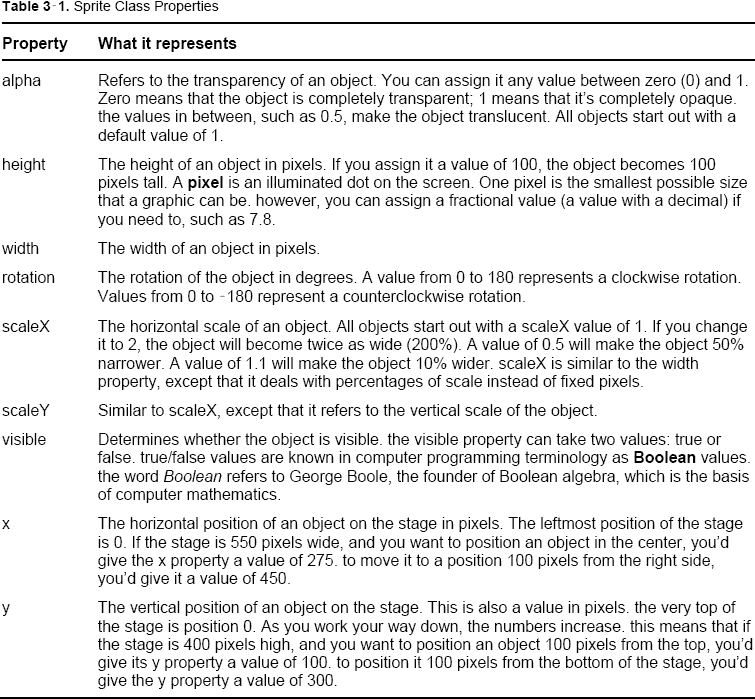 Table 3-1. Sprite Class Properties
Property What it represents
alpha Refers to the transparency of an object. You can assign it any value between zero (0) and 1.
Zero means that the object is completely transparent; 1 means that it's completely opaque.
the values in between, such as 0.5, make the object translucent. All objects start out with a
default value of 1.
height The height of an object in pixels. If you assign it a value of 100, the object becomes 100
pixels tall. A pixel is an illuminated dot on the screen. One pixel is the smallest possible size
that a graphic can be. however, you can assign a fractional value (a value with a decimal) if
you need to, such as 7.8.
width The width of an object in pixels.
rotation The rotation of the object in degrees. A value from 0 to 180 represents a clockwise rotation.
Values from 0 to -180 represent a counterclockwise rotation.
scaleX The horizontal scale of an object. All objects start out with a scaleX value of 1. If you change
it to 2, the object will become twice as wide (200%). A value of 0.5 will make the object 50%
narrower. A value of 1.1 will make the object 10% wider. scaleX is similar to the width
property, except that it deals with percentages of scale instead of fixed pixels.
scaleY Similar to scaleX, except that it refers to the vertical scale of the object.
visible Determines whether the object is visible. the visible property can take two values: true or
false. true/false values are known in computer programming terminology as Boolean values.
the word Boolean refers to George Boole, the founder of Boolean algebra, which is the basis
of computer mathematics.
x The horizontal position of an object on the stage in pixels. The leftmost position of the stage
is 0. If the stage is 550 pixels wide, and you want to position an object in the center, you'd
give the x property a value of 275. to move it to a position 100 pixels from the right side,
you'd give it a value of 450.
y The vertical position of an object on the stage. This is also a value in pixels. the very top of
the stage is position 0. As you work your way down, the numbers increase. this means that if
the stage is 400 pixels high, and you want to position an object 100 pixels from the top, you'd
give its y property a value of 100. to position it 100 pixels from the bottom of the stage, you'd
give the y property a value of 300.